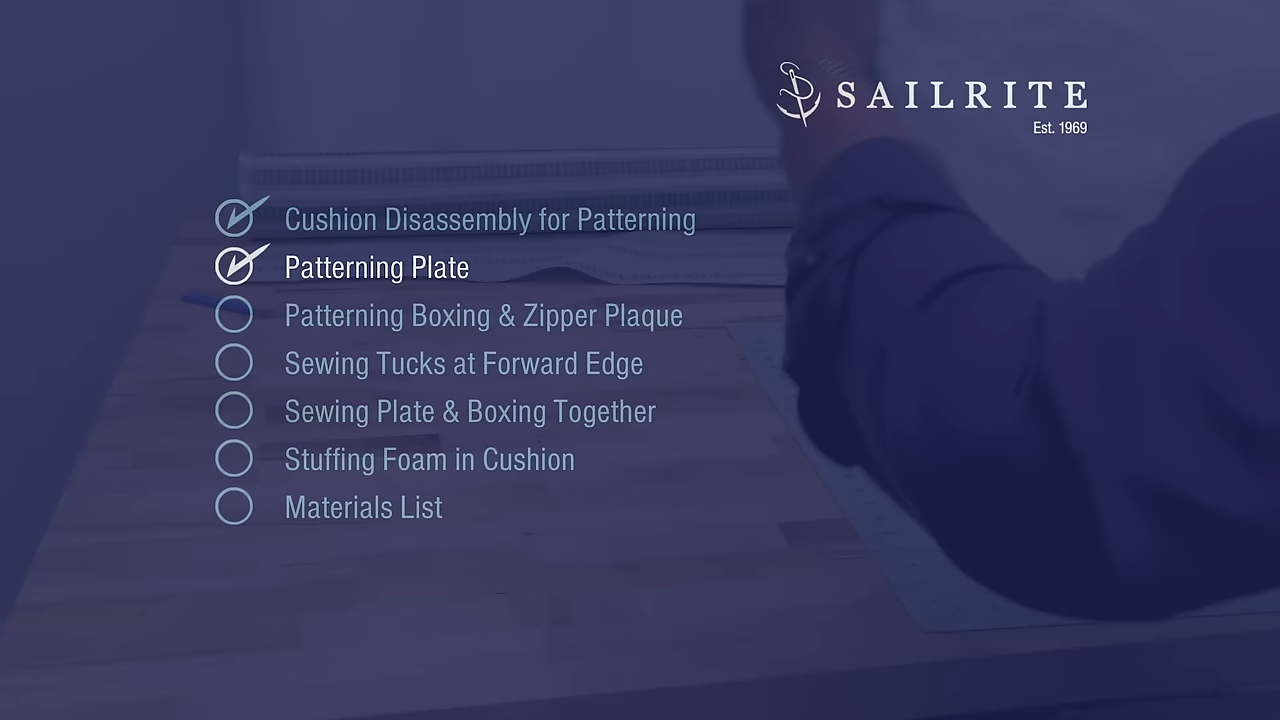 SAILRITE
Est. 1969
Cushion Disassembly for Patterning
Patterning Plate
Patterning Boxing & Zipper Plaque
Sewing Tucks at Forward Edge
Sewing Plate & Boxing Together
Stuffing Foam in Cushion
Materials List